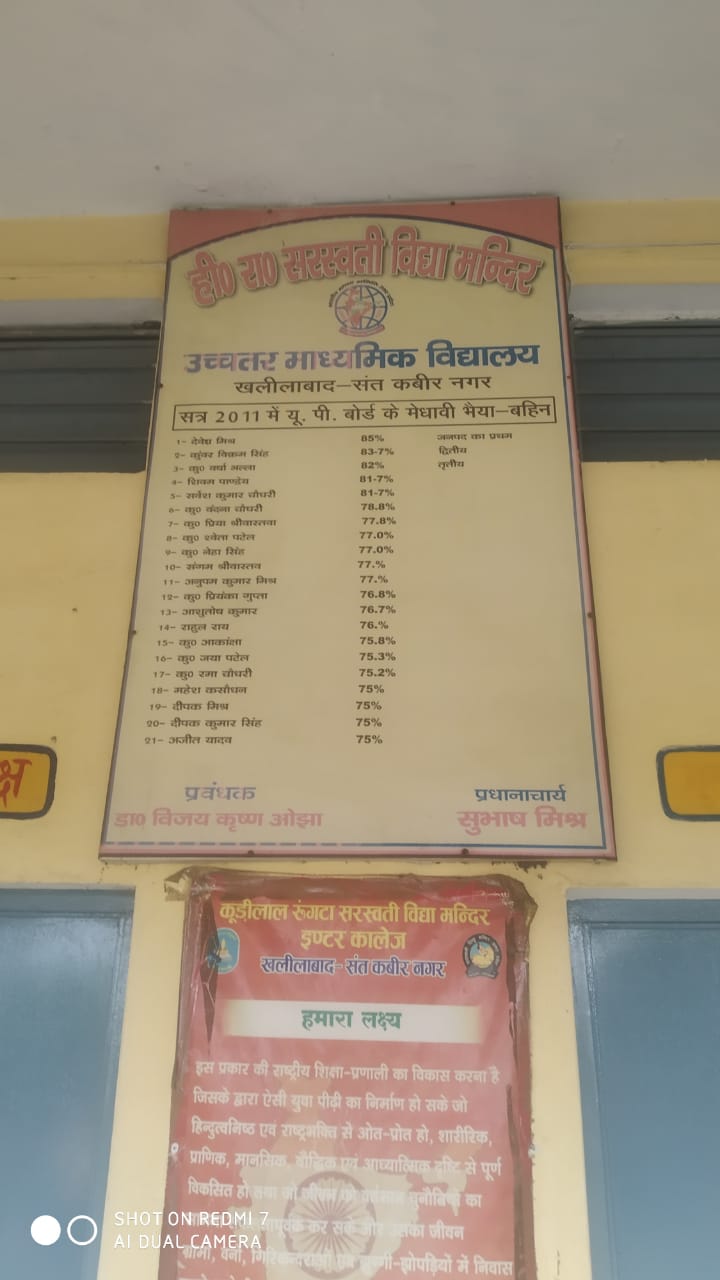 ही० रा० सरस्वती विद्या मन्दिर
उच्चतर माध्यमिक विद्यालय
खलीलाबाद-संत कबीर नगर
सत्र 2011 में यू. पी. बोर्ड के मेधावी भैया-बहिन
1- देवेश मिश्र 85% जनपद का प्रथम
2- कुंवर विक्रम सिंह 83-7% द्वितीय
3- कु० वर्षा भल्ला 82% तृतीय
4- शिवम पाण्डेय 81-7%
5- सर्वेश कुमार चौधरी 81-7%
6- कु० वंदना चौधरी 78.8%
7- कु० प्रिया श्रीवास्तवा 77.8%
8- कु० श्वेता पटेल 77.0%
9- कु० नेहा सिंह 77.0%
10- संगम श्रीवास्तव 77.%
11- अनुपम कुमार मिश्र 77.%
12- कु० प्रियंका गुप्ता 76.8%
13- आशुतोष कुमार 76.7%
14- राहुल राय 76.%
15- कु० आकांक्षा 75.8%
16- कु० जया पटेल 75.3%
17- कु० रमा चौधरी 75.2%
18- महेश कसौधन 75%
19- दीपक मिश्र 75%
20- दीपक कुमार सिंह 75%
21- अजीत यादव 75%
क्ष
प्रवंधक प्रधानाचार्य
डा० विजय कृष्ण ओझा सुभाष मिश्र
कूड़ीलाल रुंगटा सरस्वती विद्या मन्दिर
इण्टर कालेज
खलीलाबाद- संत कबीर नगर
हमारा लक्ष्य
इस प्रकार की राष्ट्रीय शिक्षा-प्रणाली का विकास करना है
जिसके द्वारा ऐसी युवा पीढ़ी का निर्माण हो सके जो
हिन्दुत्वनिष्ठ एवं राष्ट्रभक्ति से ओत-प्रोत हो, शारीरिक,
प्राणिक, मानसिक, बौद्धिक एवं आध्यात्मिक दृष्टि से पूर्ण
विकसित हो तथा जो जीवन की वर्तमान चुनौतियों का
कर सके और उसका जीवन
ग्रामों, वनों, गिरिकन्दराओं एवं झुग्गी-झोपड़ियों में निवास
SHOT ON REDMI 7
AI DUAL CAMERA